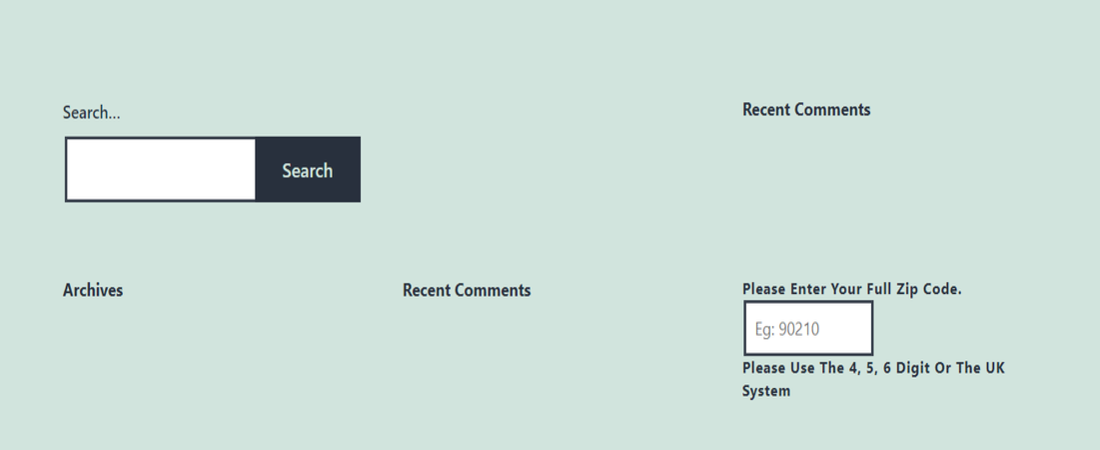 Search...
Recent Comments
Search
Archives
Recent Comments
Please Enter Your Full Zip Code.
Eg: 90210
Please Use The 4, 5, 6 Digit Or The UK
System